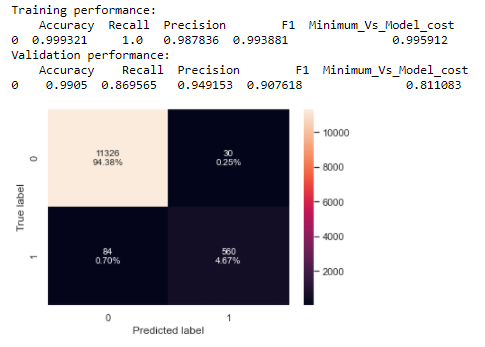 Training performance:
Accuracy Recall Precision F1 Minimum_Vs_Model_cost
0 0.999321 1.0 0.987836 0.993881 0.995912
Validation performance:
Accuracy Recall Precision F1 Minimum_Vs_Model_cost
0 0.9905 0.869565 0.949153 0.907618 0.811083
11326
94.38%
30
0.25%
84
0.70%
560
4.67%
0
1
True label
0 1
Predicted label
10000
8000
6000
4000
2000